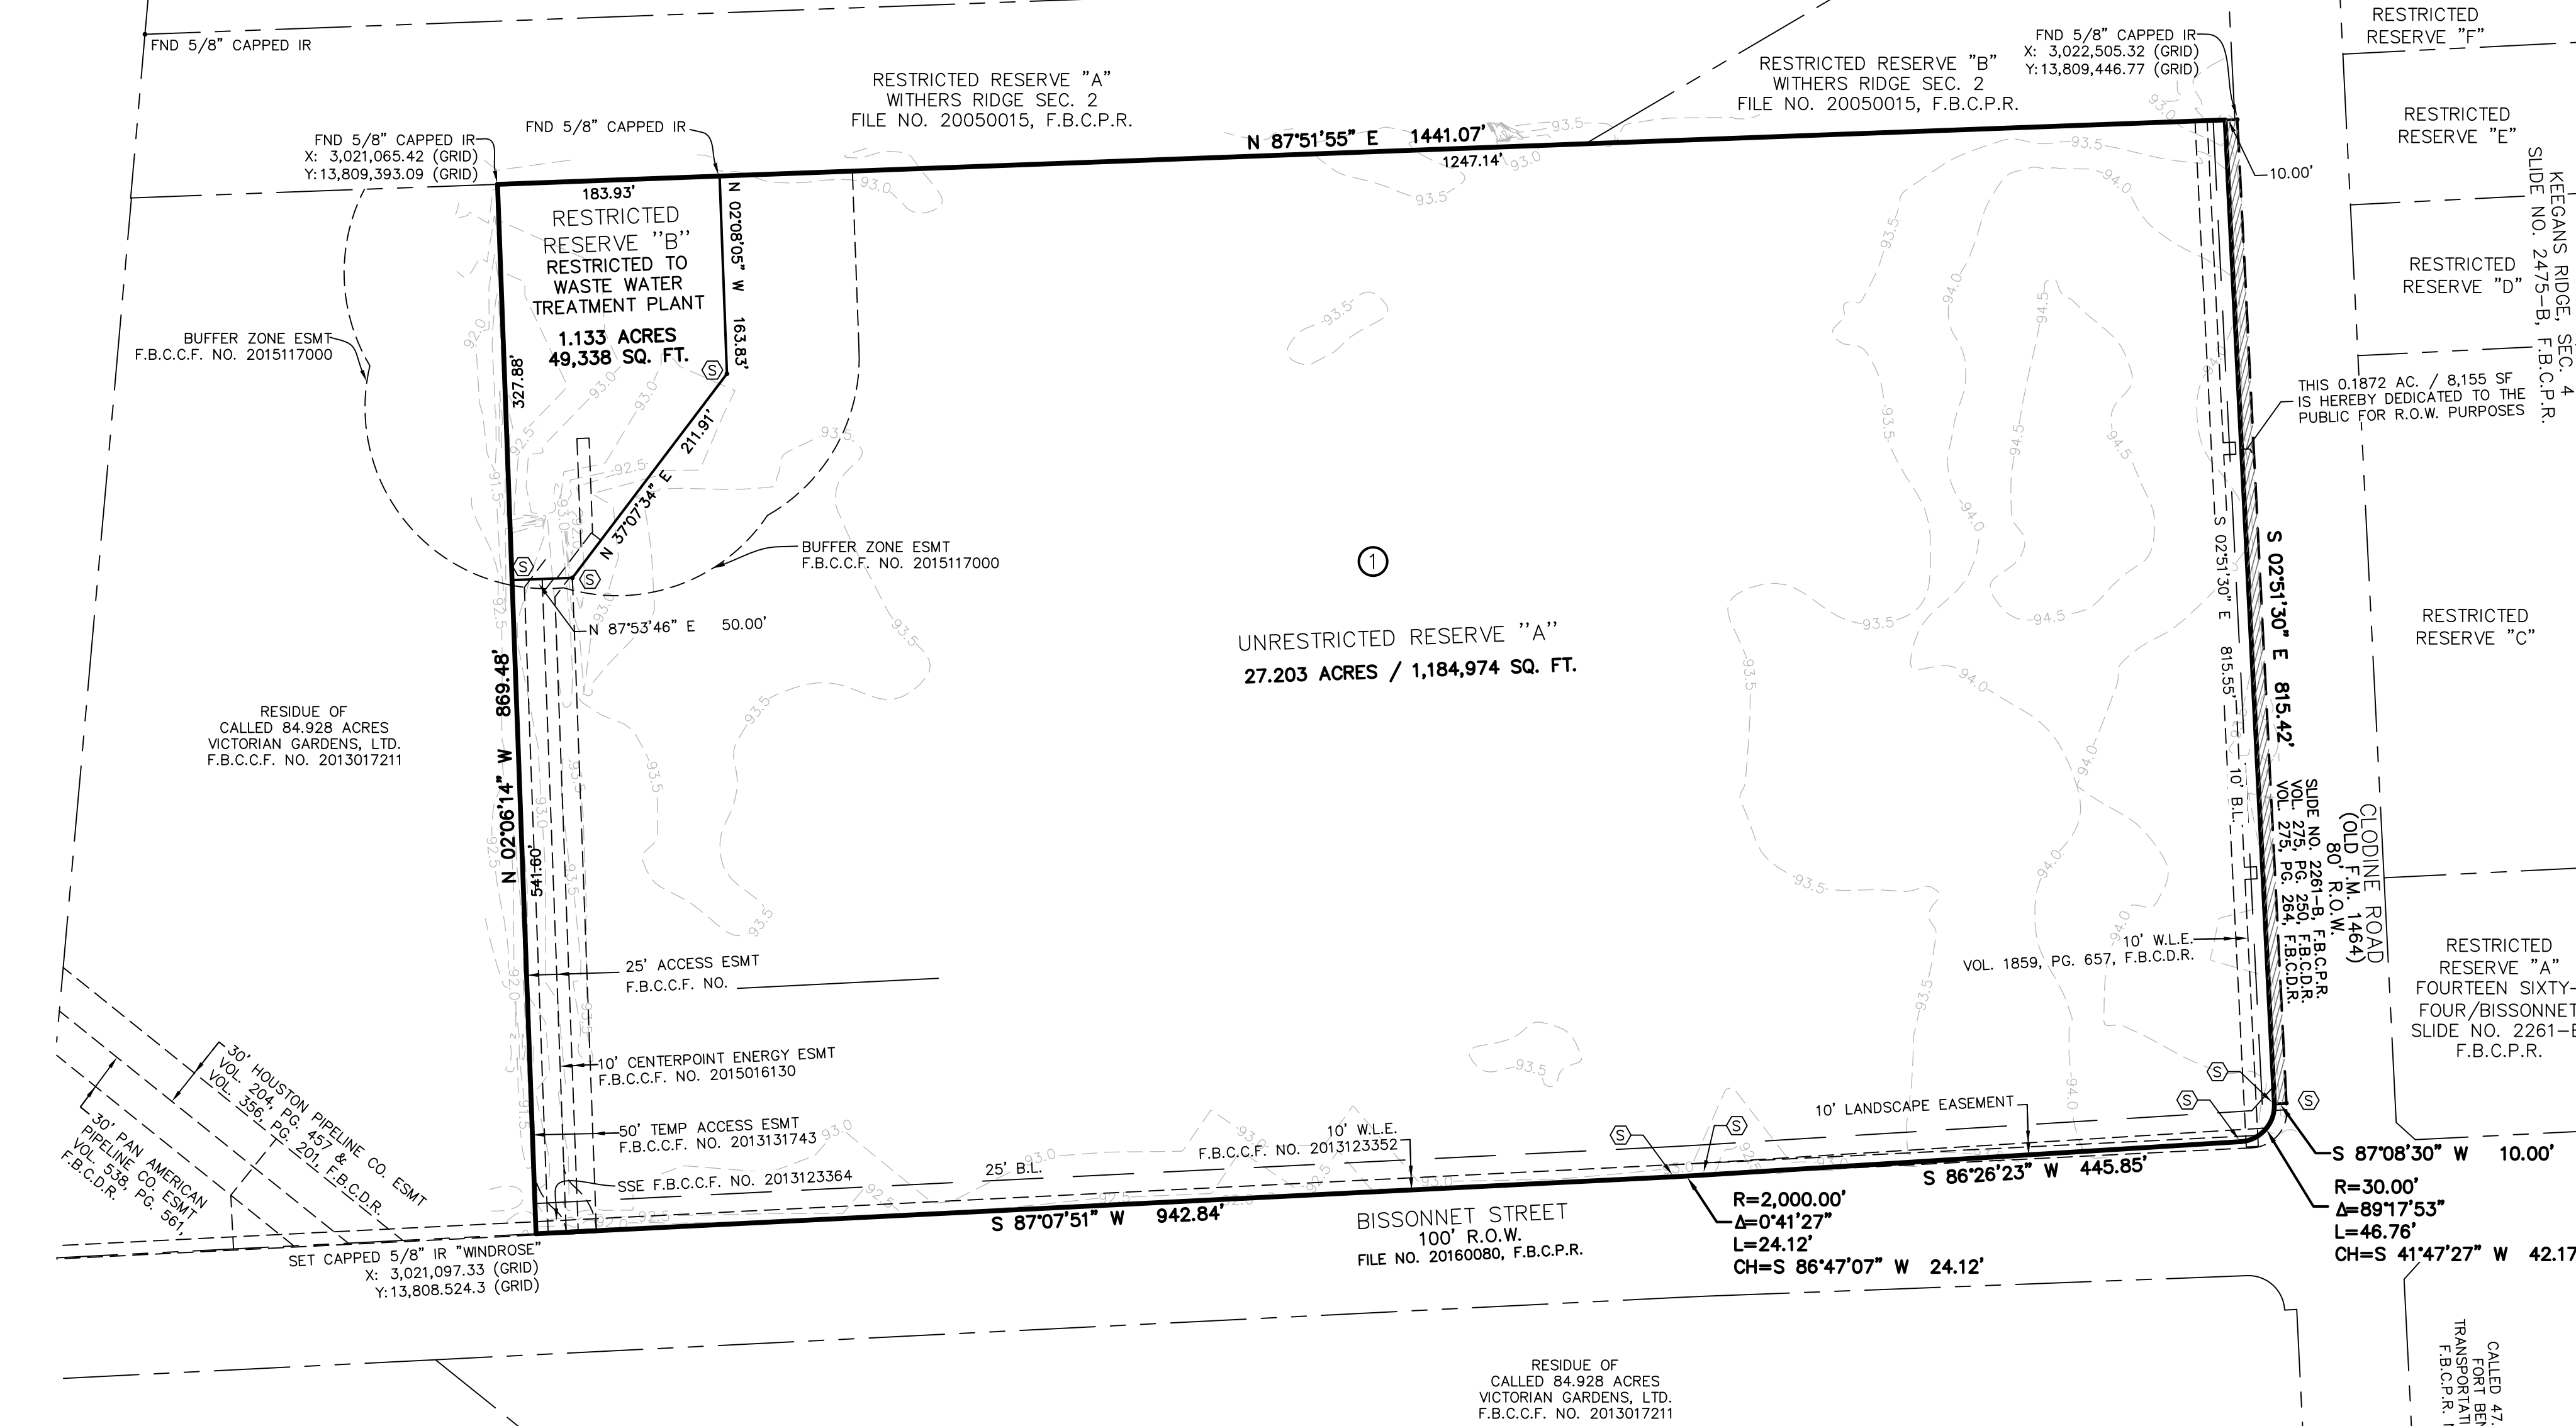 RESTRICTED
RESERVE "F"
FND 5/8" CAPPED IR
FND 5/8" CAPPED IR
X: 3,022,505.32 (GRID)
Y:13,809,446.77 (GRID)
RESTRICTED RESERVE "A"
WITHERS RIDGE SEC. 2
FILE NO. 20050015, F.B.C.P.R.
RESTRICTED RESERVE "B"
WITHERS RIDGE SEC. 2
FILE NO. 20050015, F.B.C.P.R.
RESTRICTED
RESERVE "E"
FND 5/8" CAPPED IR
FND 5/8" CAPPED IR
X: 3,021,065.42 (GRID)
Y:13,809,393.09 (GRID)
N 87°51'55" E 1441.07'
1247.14'
183.93'
10.00'
KEEGANS RIDGE, SEC. 4
SLIDE NO. 2475-B, F.B.C.P.R.
RESTRICTED
RESERVE ''B''
RESTRICTED TO
WASTE WATER
TREATMENT PLANT
1.133 ACRES
49,338 SQ. FT.
N 02°08'05" W 163.83'
RESTRICTED
RESERVE "D"
BUFFER ZONE ESMT
F.B.C.C.F. NO. 2015117000
327.88'
S
N 37°07'34" E 211.91'
THIS 0.1872 AC. / 8,155 SF
IS HEREBY DEDICATED TO THE
PUBLIC FOR R.O.W. PURPOSES
BUFFER ZONE ESMT
F.B.C.C.F. NO. 2015117000
S
S
N 87°53'46" E 50.00'
1
UNRESTRICTED RESERVE ''A''
27.203 ACRES / 1,184,974 SQ. FT.
S 02°51'30" E 815.55'
S 02°51'30" E 815.42'
RESTRICTED
RESERVE "C"
N 02°06'14" W 869.48'
541.60'
RESIDUE OF
CALLED 84.928 ACRES
VICTORIAN GARDENS, LTD.
F.B.C.C.F. NO. 2013017211
10' B.L.
SLIDE NO. 2261-B, F.B.C.P.R.
VOL. 275, PG. 250, F.B.C.D.R.
VOL. 275, PG. 264, F.B.C.D.R.
CLODINE ROAD
(OLD F.M. 1464)
80' R.O.W.
25' ACCESS ESMT
F.B.C.C.F. NO.
10' W.L.E.
VOL. 1859, PG. 657, F.B.C.D.R.
RESTRICTED
RESERVE "A"
FOURTEEN SIXTY-
FOUR/BISSONNET
SLIDE NO. 2261-B
F.B.C.P.R.
10' CENTERPOINT ENERGY ESMT
F.B.C.C.F. NO. 2015016130
30' HOUSTON PIPELINE CO. ESMT
VOL. 204, PG. 457 &
VOL. 356, PG. 201, F.B.C.D.R.
30' PAN AMERICAN
PIPELINE CO. ESMT
VOL. 538, PG. 561,
F.B.C.D.R.
50' TEMP ACCESS ESMT
F.B.C.C.F. NO. 2013131743
SSE F.B.C.C.F. NO. 2013123364
25' B.L.
10' W.L.E.
F.B.C.C.F. NO. 2013123352
10' LANDSCAPE EASEMENT
S
S
S
S
S
S 87°07'51" W 942.84'
S 86°26'23" W 445.85'
S 87°08'30" W 10.00'
R=30.00'
Δ=89°17'53"
L=46.76'
CH=S 41°47'27" W 42.17
R=2,000.00'
Δ=0°41'27"
L=24.12'
CH=S 86°47'07" W 24.12'
BISSONNET STREET
100' R.O.W.
FILE NO. 20160080, F.B.C.P.R.
SET CAPPED 5/8" IR "WINDROSE"
X: 3,021,097.33 (GRID)
Y:13,808.524.3 (GRID)
RESIDUE OF
CALLED 84.928 ACRES
VICTORIAN GARDENS, LTD.
F.B.C.C.F. NO. 2013017211
CALLED 47.
FORT BEN
TRANSPORTATI
F.B.C.P.R.